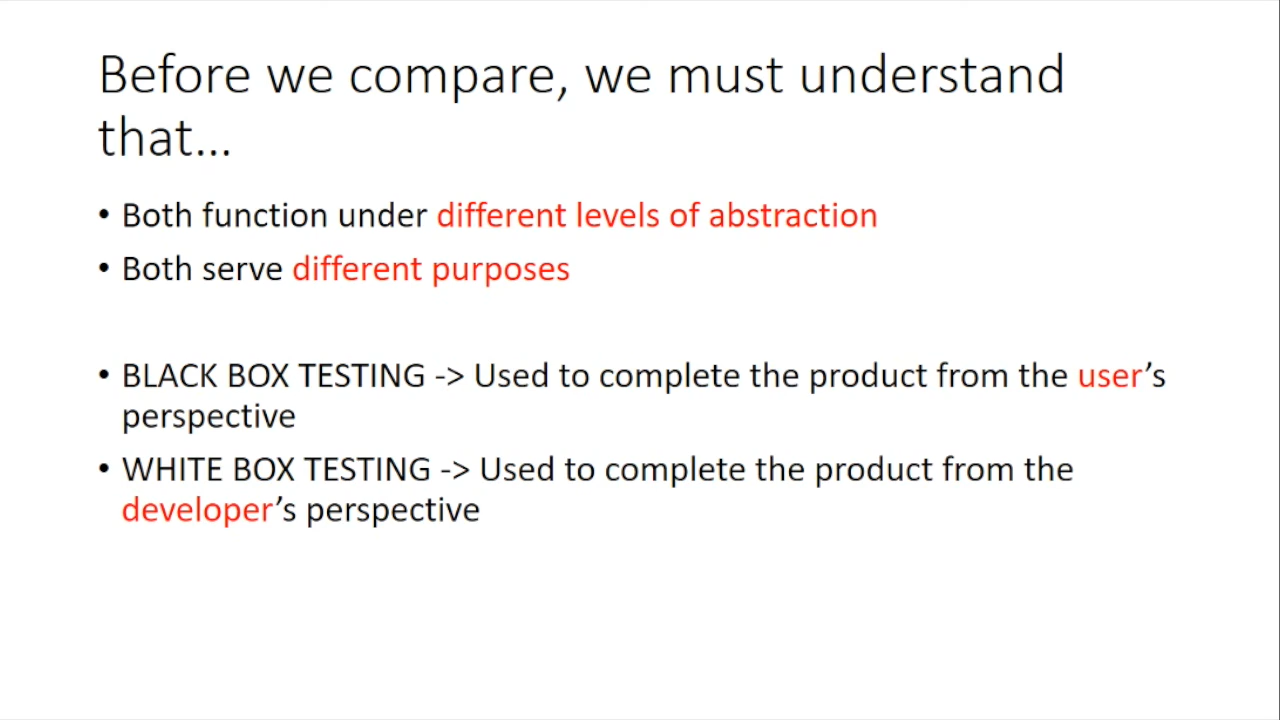 Before we compare, we must understand
that...
• Both function under different levels of abstraction
• Both serve different purposes
• BLACK BOX TESTING -> Used to complete the product from the user’s
perspective
• WHITE BOX TESTING -> Used to complete the product from the
developer’s perspective